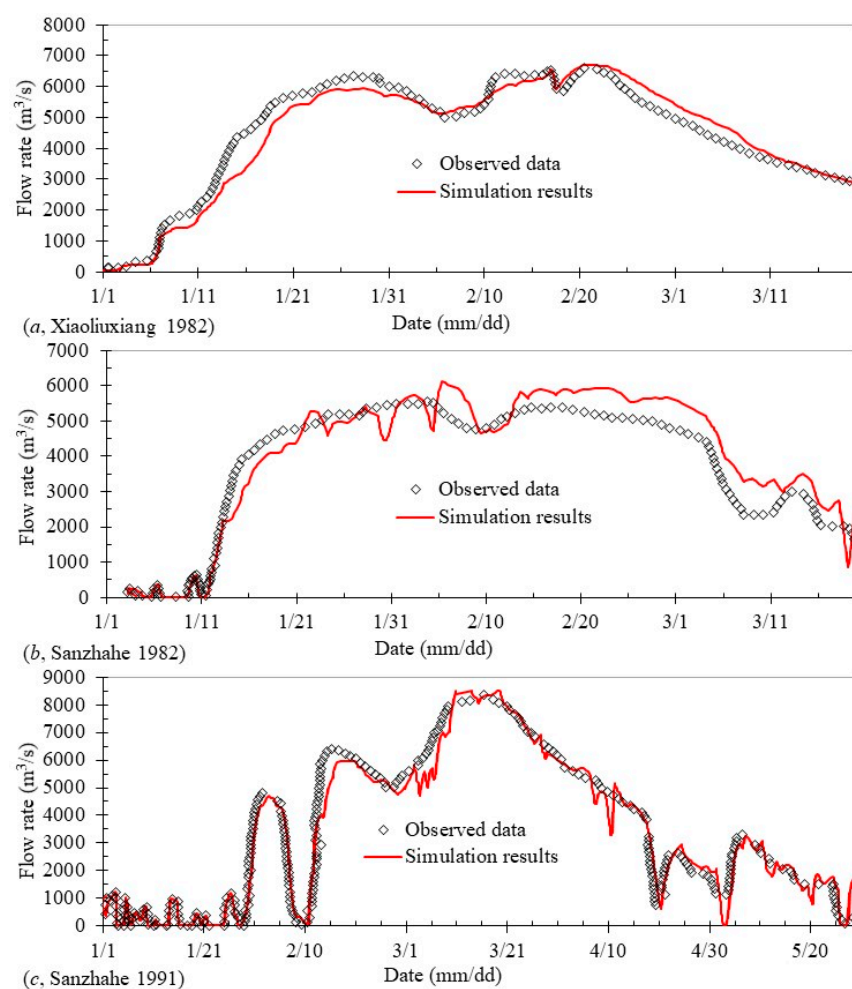 8000
7000
6000
5000
4000
3000
2000
1000
0
Flow rate (m³/s)
Observed data
Simulation results
1/1 1/11 1/21 1/31 2/10 2/20 3/1 3/11
Date (mm/dd)
(a, Xiaoliuxiang 1982)
7000
6000
5000
4000
3000
2000
1000
0
Flow rate (m³/s)
Observed data
Simulation results
1/1 1/11 1/21 1/31 2/10 2/20 3/1 3/11
Date (mm/dd)
(b, Sanzhahe 1982)
9000
8000
7000
6000
5000
4000
3000
2000
1000
0
Flow rate (m³/s)
Observed data
Simulation results
1/1 1/21 2/10 3/1 3/21 4/10 4/30 5/20
Date (mm/dd)
(c, Sanzhahe 1991)